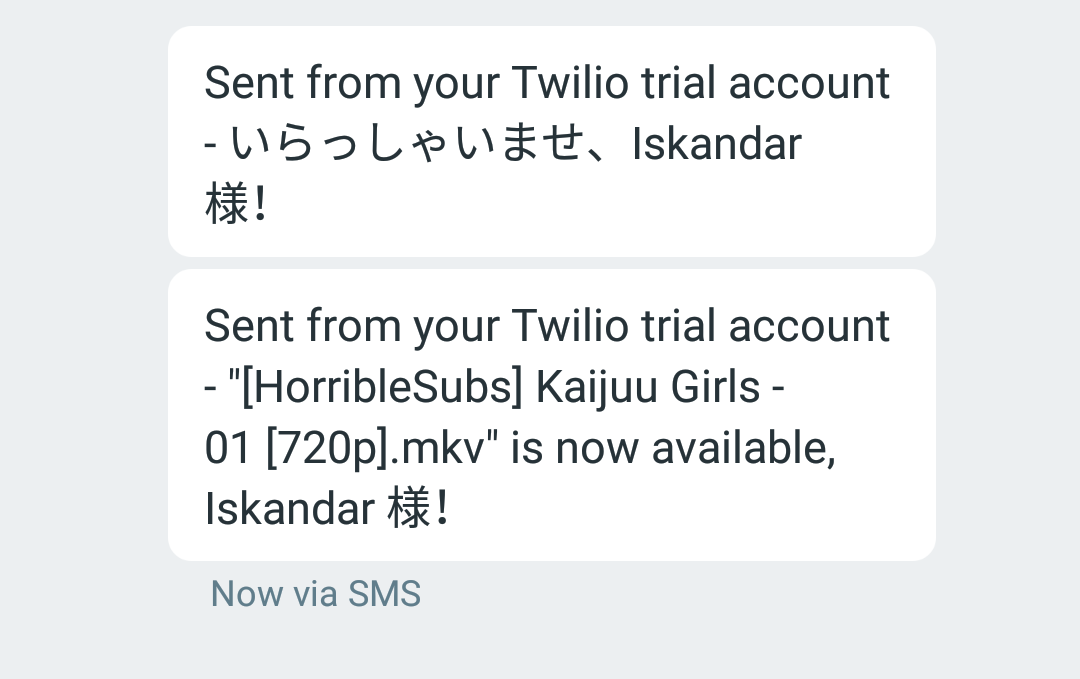 Sent from your Twilio trial account
- いらっしゃいませ、Iskandar
様！
Sent from your Twilio trial account
- "[HorribleSubs] Kaijuu Girls -
01 [720p].mkv" is now available,
Iskandar 様！
Now via SMS